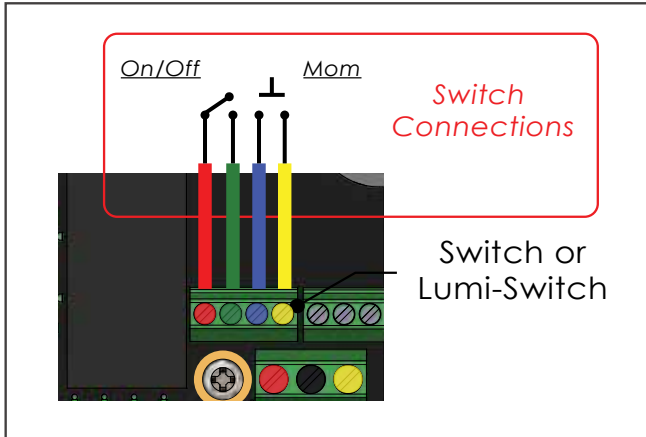 On/Off
Mom
Switch
Connections
Switch or
Lumi-Switch